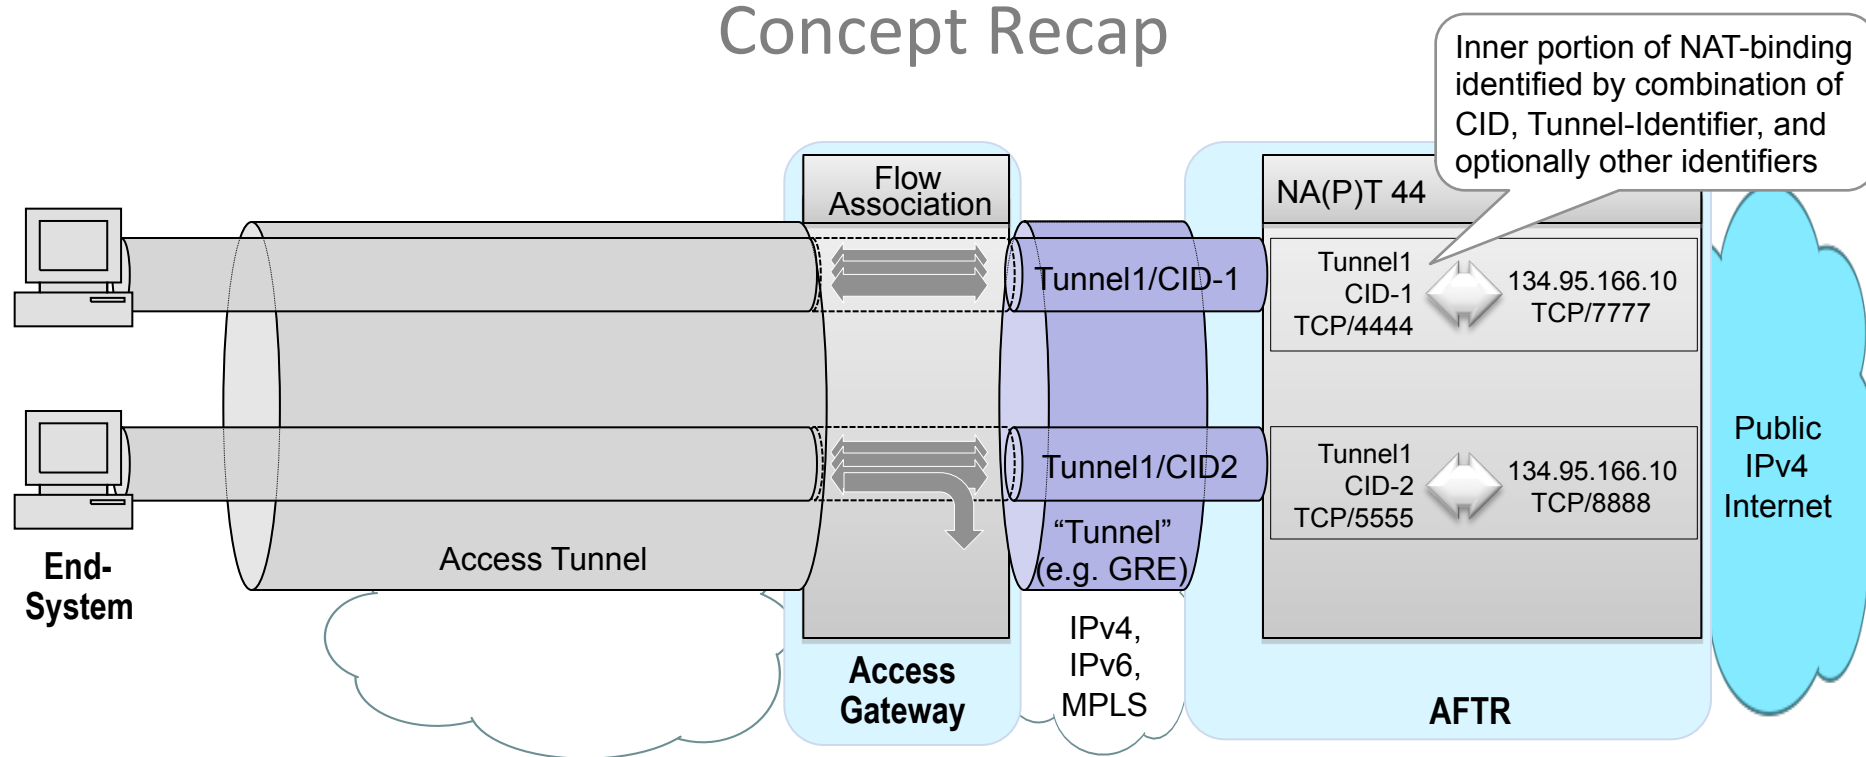 Concept Recap
Inner portion of NAT-binding
identified by combination of
CID, Tunnel-Identifier, and
optionally other identifiers
Flow
Association
NA(P)T 44
Tunnel1/CID-1
Tunnel1
CID-1
TCP/4444
134.95.166.10
TCP/7777
Tunnel1/CID2
Tunnel1
CID-2
TCP/5555
134.95.166.10
TCP/8888
Public
IPv4
Internet
End-
System
Access Tunnel
“Tunnel”
(e.g. GRE)
IPv4,
IPv6,
MPLS
Access
Gateway
AFTR